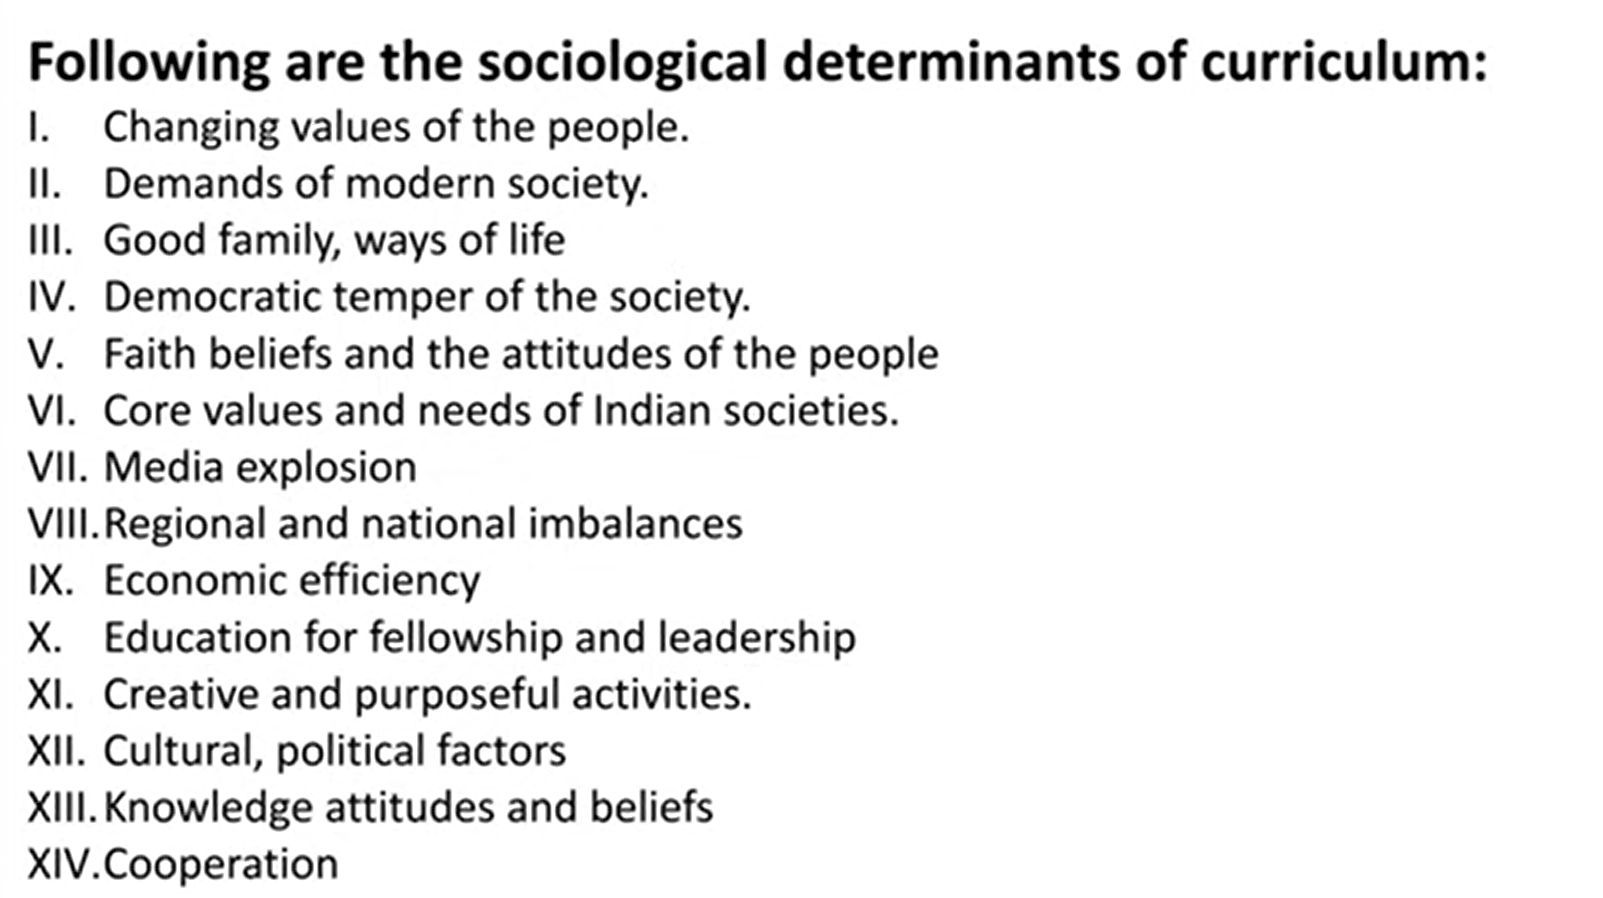 Following are the sociological determinants of curriculum:
I. Changing values of the people.
II. Demands of modern society.
III. Good family, ways of life
IV. Democratic temper of the society.
V. Faith beliefs and the attitudes of the people
VI. Core values and needs of Indian societies.
VII. Media explosion
VIII. Regional and national imbalances
IX. Economic efficiency
X. Education for fellowship and leadership
XI. Creative and purposeful activities.
XII. Cultural, political factors
XIII. Knowledge attitudes and beliefs
XIV. Cooperation